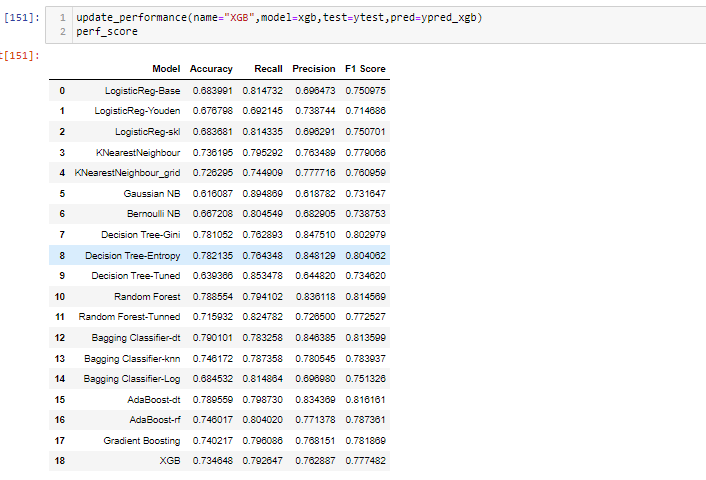 [151]: 1 update_performance(name="XGB",model=xgb,test=ytest,pred=ypred_xgb)
2 perf_score
t[151]:
Model Accuracy Recall Precision F1 Score
0 LogisticReg-Base 0.683991 0.814732 0.696473 0.750975
1 LogisticReg-Youden 0.676798 0.692145 0.738744 0.714686
2 LogisticReg-skl 0.683681 0.814335 0.696291 0.750701
3 KNearestNeighbour 0.736195 0.795292 0.763489 0.779066
4 KNearestNeighbour_grid 0.726295 0.744909 0.777716 0.760959
5 Gaussian NB 0.616087 0.894869 0.618782 0.731647
6 Bernoulli NB 0.667208 0.804549 0.682905 0.738753
7 Decision Tree-Gini 0.781052 0.762893 0.847510 0.802979
8 Decision Tree-Entropy 0.782135 0.764348 0.848129 0.804062
9 Decision Tree-Tuned 0.639366 0.853478 0.644820 0.734620
10 Random Forest 0.788554 0.794102 0.836118 0.814569
11 Random Forest-Tunned 0.715932 0.824782 0.726500 0.772527
12 Bagging Classifier-dt 0.790101 0.783258 0.846385 0.813599
13 Bagging Classifier-knn 0.746172 0.787358 0.780545 0.783937
14 Bagging Classifier-Log 0.684532 0.814864 0.696980 0.751326
15 AdaBoost-dt 0.789559 0.798730 0.834369 0.816161
16 AdaBoost-rf 0.746017 0.804020 0.771378 0.787361
17 Gradient Boosting 0.740217 0.796086 0.768151 0.781869
18 XGB 0.734648 0.792647 0.762887 0.777482